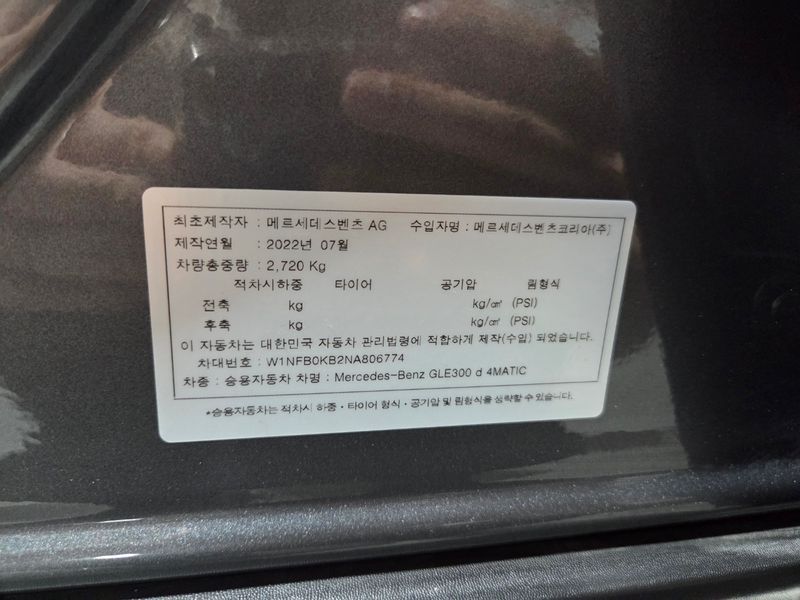 최초제작자 : 메르세데스벤츠 AG 수입자명 : 메르세데스벤츠코리아(주)
제작연월 : 2022년 07월
차량총중량 : 2,720 Kg
적차시하중 타이어 공기압 림형식
전축 kg kg/㎠ (PSI)
후축 kg kg/㎠ (PSI)
이 자동차는 대한민국 자동차 관리법령에 적합하게 제작(수입) 되었습니다.
차대번호 : W1NFB0KB2NA806774
차종 : 승용자동차 차명 : Mercedes-Benz GLE300 d 4MATIC
*승용자동차는 적차시 하중・타이어 형식・공기압 및 림형식을 생략할 수 있습니다.